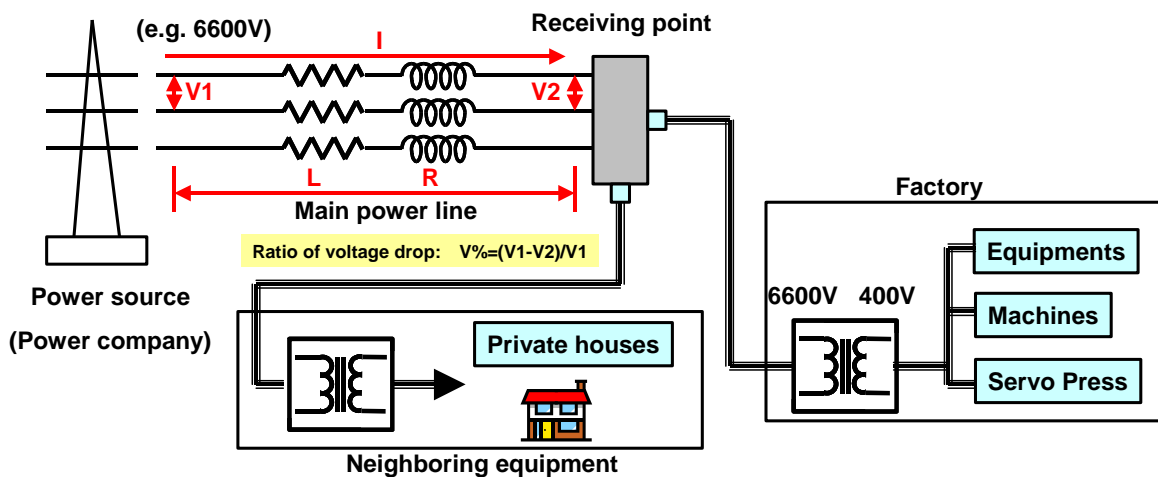 (e.g. 6600V)
Receiving point
I
V1
V2
L
R
Main power line
Ratio of voltage drop: V%=(V1-V2)/V1
Power source
(Power company)
Private houses
Neighboring equipment
Factory
6600V
400V
Equipments
Machines
Servo Press